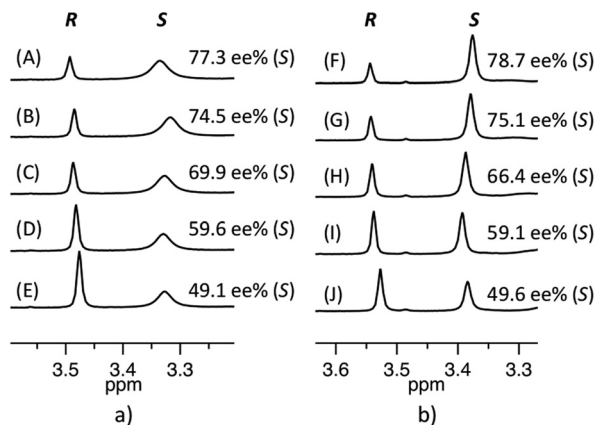 R S
(A) 77.3 ee% (S)
(B) 74.5 ee% (S)
(C) 69.9 ee% (S)
(D) 59.6 ee% (S)
(E) 49.1 ee% (S)
3.5 3.4 3.3
ppm
a)
R S
(F) 78.7 ee% (S)
(G) 75.1 ee% (S)
(H) 66.4 ee% (S)
(I) 59.1 ee% (S)
(J) 49.6 ee% (S)
3.6 3.5 3.4 3.3
ppm
b)